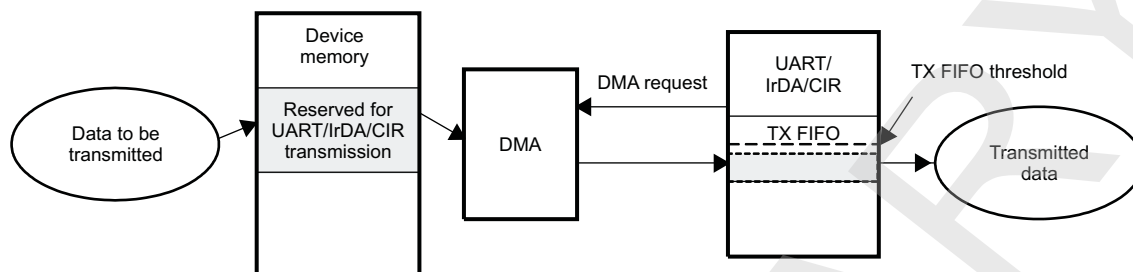 Device
memory
UART/
IrDA/CIR
TX FIFO threshold
DMA request
Reserved for
UART/IrDA/CIR
transmission
Data to be
transmitted
DMA
TX FIFO
Transmitted
data